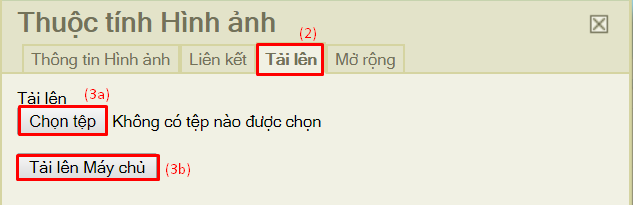 Thuộc tính Hình ảnh
(2)
Thông tin Hình ảnh Liên kết Tải lên Mở rộng
Tải lên (3a)
Chọn tệp Không có tệp nào được chọn
Tải lên Máy chủ (3b)